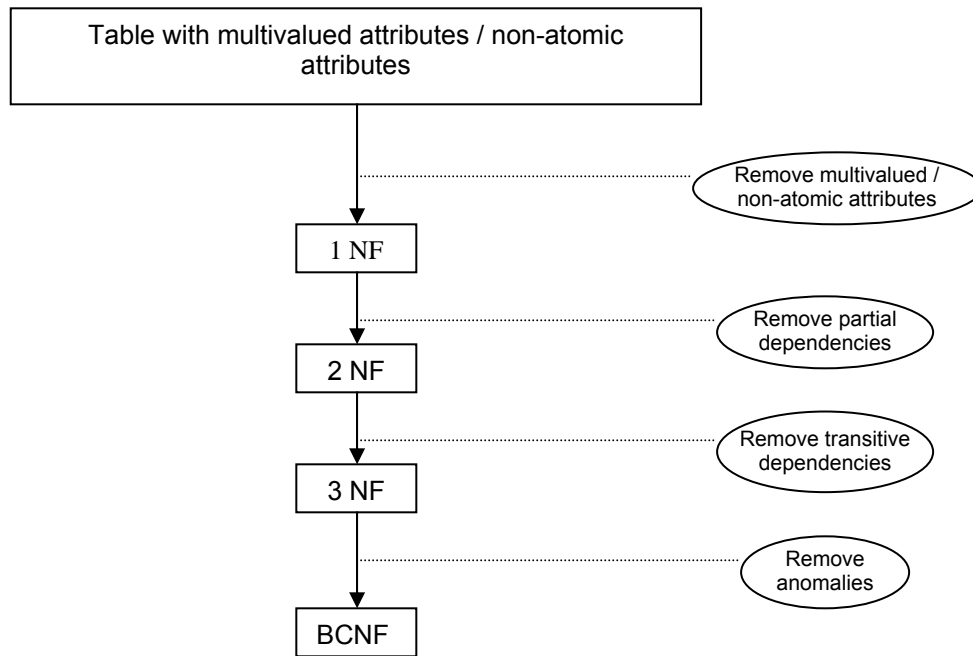 Table with multivalued attributes / non-atomic
attributes
Remove multivalued /
non-atomic attributes
1 NF
Remove partial
dependencies
2 NF
Remove transitive
dependencies
3 NF
Remove
anomalies
BCNF